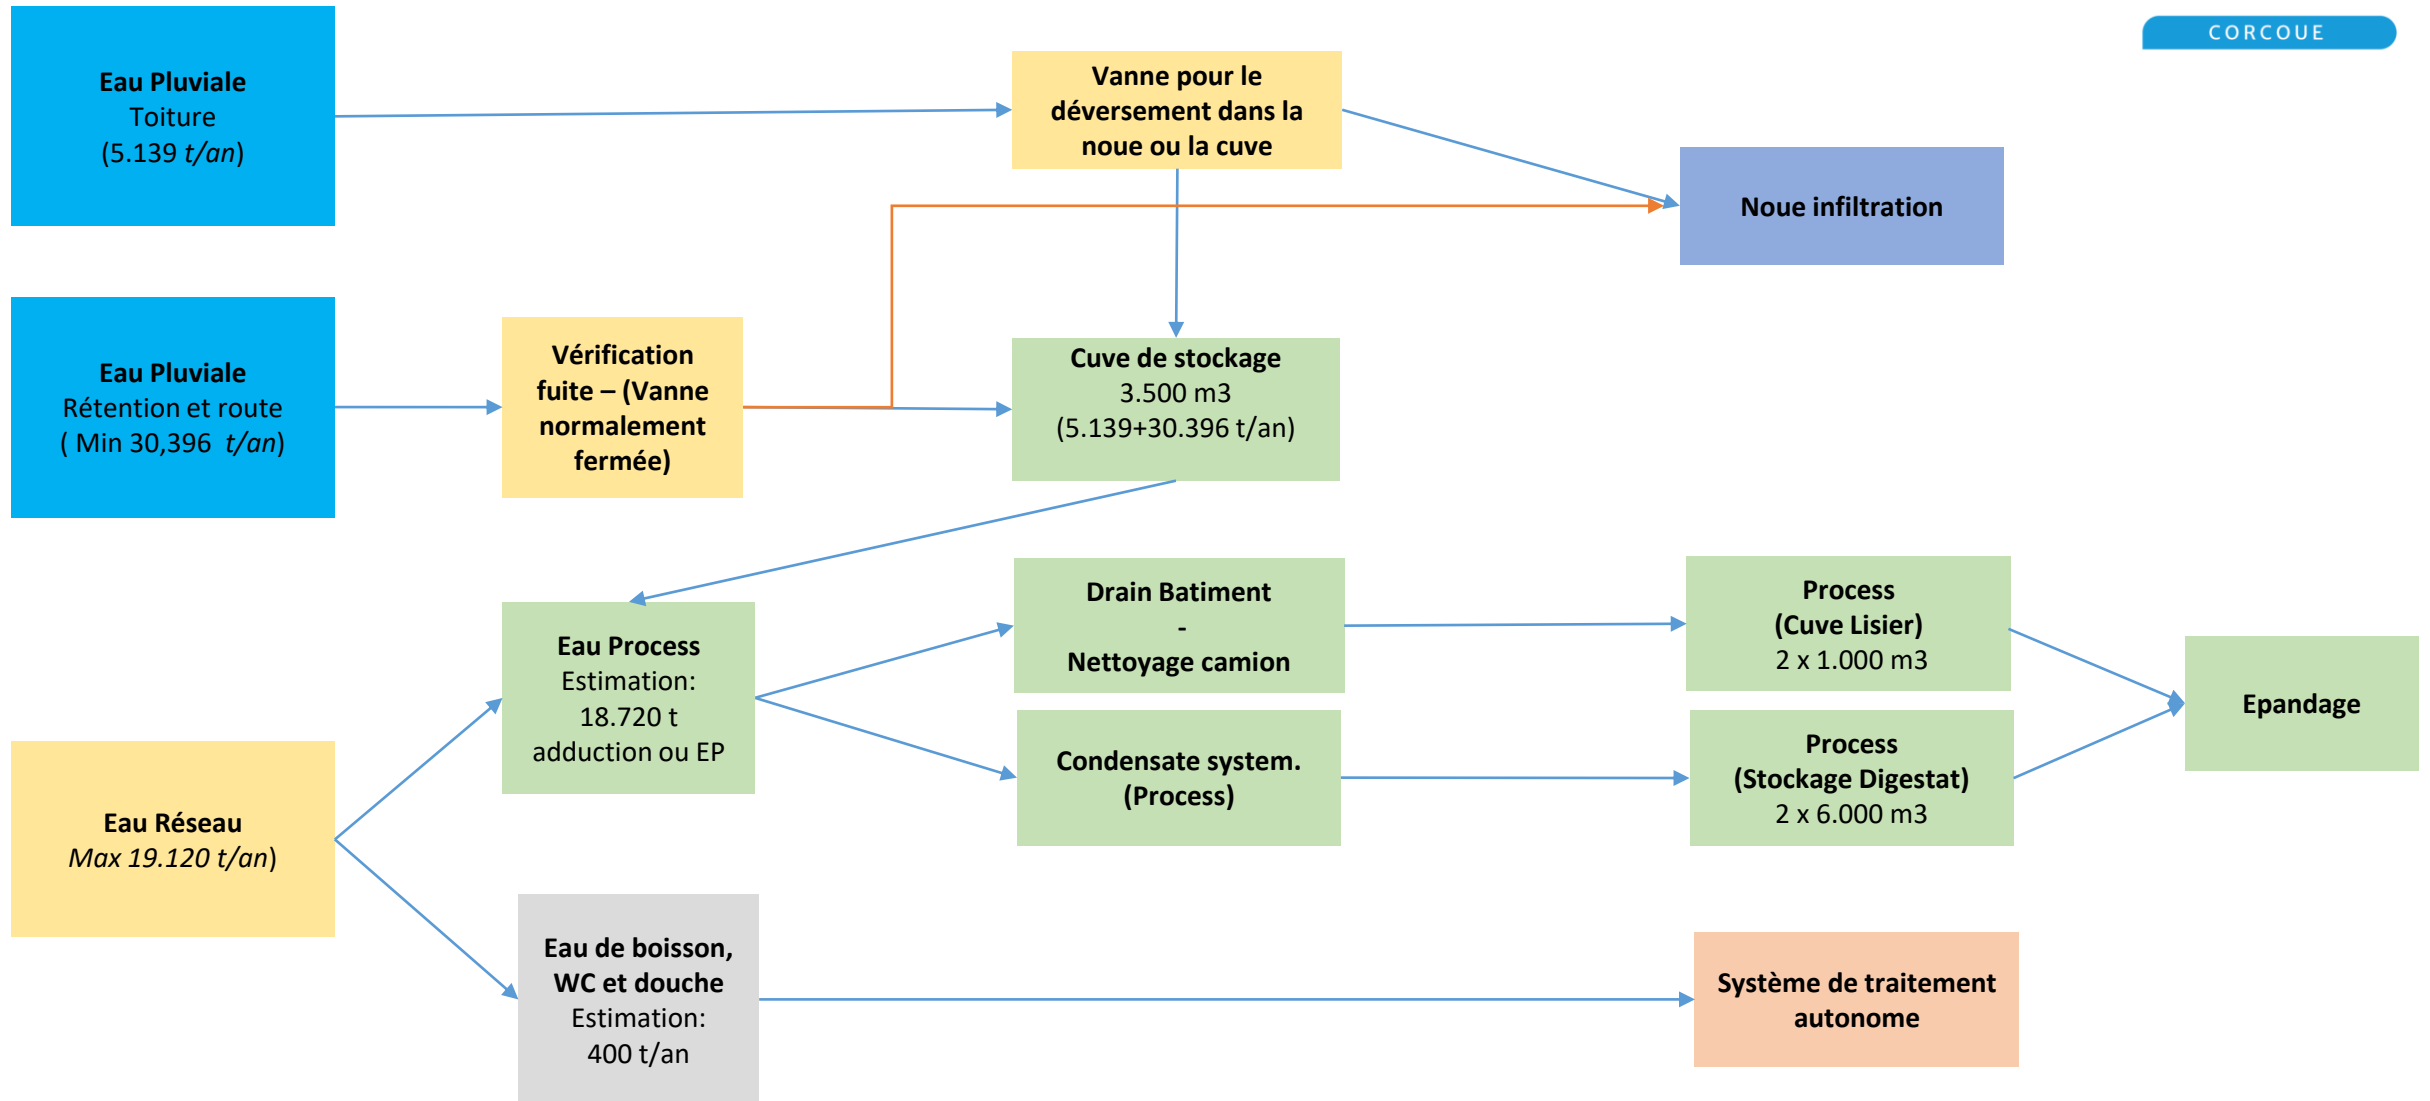 CORCOUE
Eau Pluviale
Toiture
(5.139 t/an)
Vanne pour le
déversement dans la
noue ou la cuve
Noue infiltration
Eau Pluviale
Rétention et route
( Min 30,396 t/an)
Vérification
fuite – (Vanne
normalement
fermée)
Cuve de stockage
3.500 m3
(5.139+30.396 t/an)
Eau Process
Estimation:
18.720 t
adduction ou EP
Drain Batiment
-
Nettoyage camion
Process
(Cuve Lisier)
2 x 1.000 m3
Epandage
Condensate system.
(Process)
Process
(Stockage Digestat)
2 x 6.000 m3
Eau Réseau
Max 19.120 t/an)
Eau de boisson,
WC et douche
Estimation:
400 t/an
Système de traitement
autonome